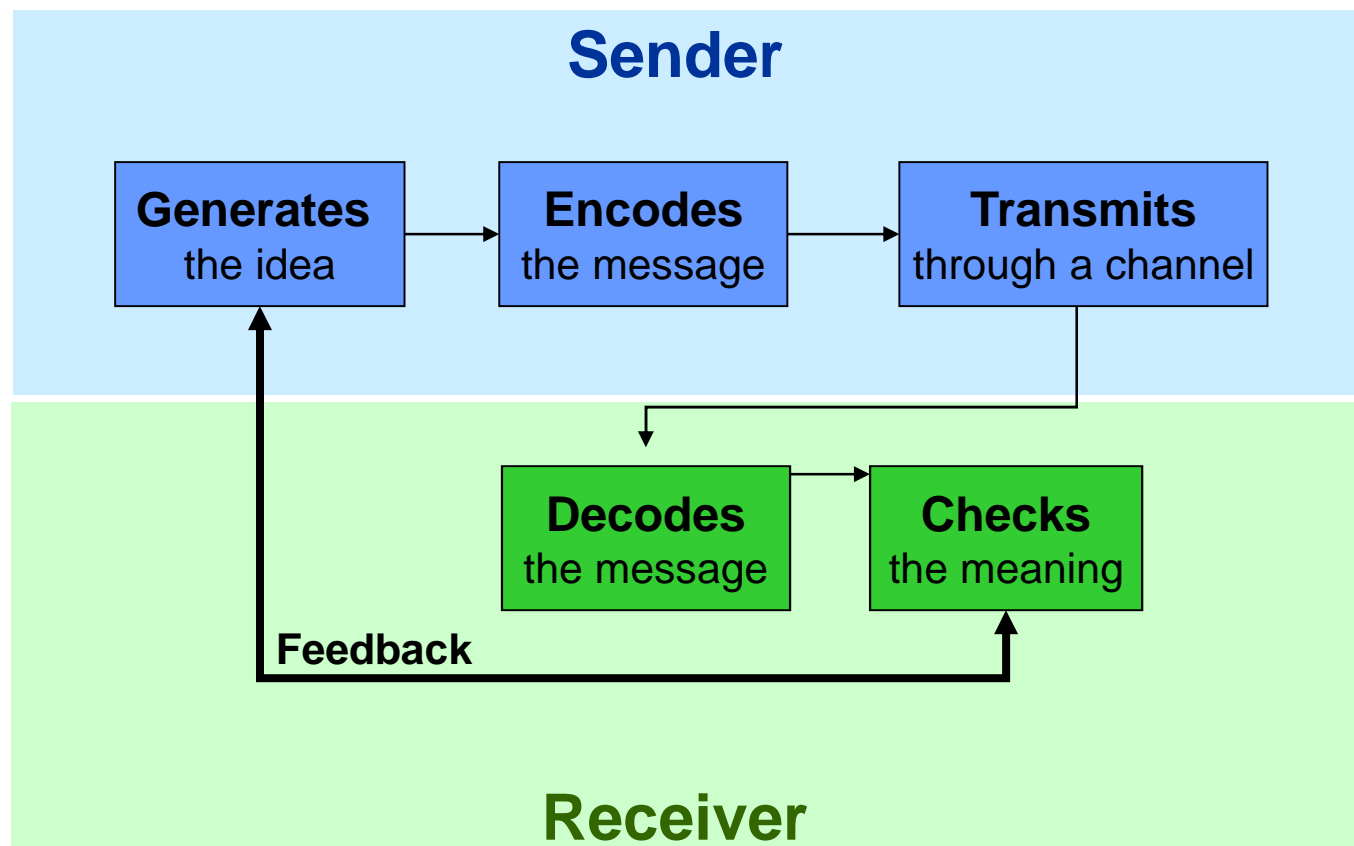 Sender
Generates
the idea
Encodes
the message
Transmits
through a channel
Decodes
the message
Checks
the meaning
Feedback
Receiver